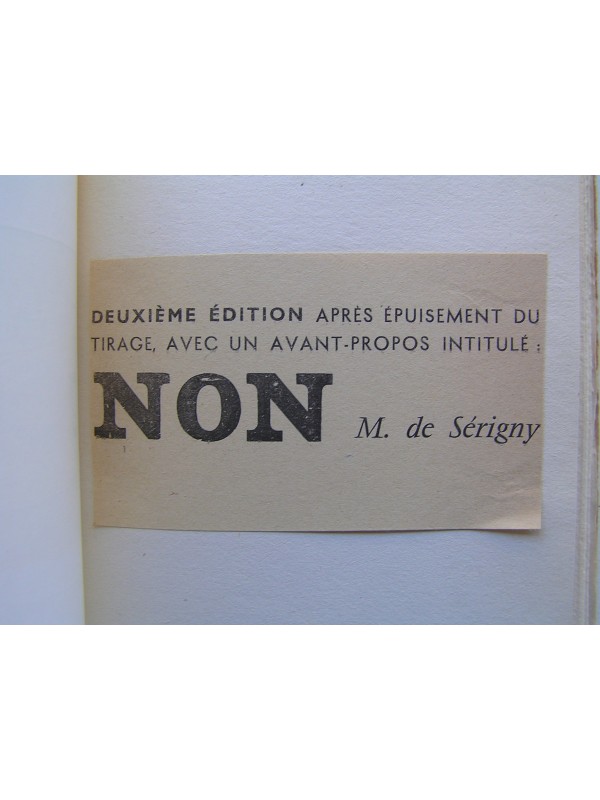 DEUXIÈME ÉDITION APRÈS ÉPUISEMENT DU
TIRAGE, AVEC UN AVANT-PROPOS INTITULÉ :
NON M. de Sérigny